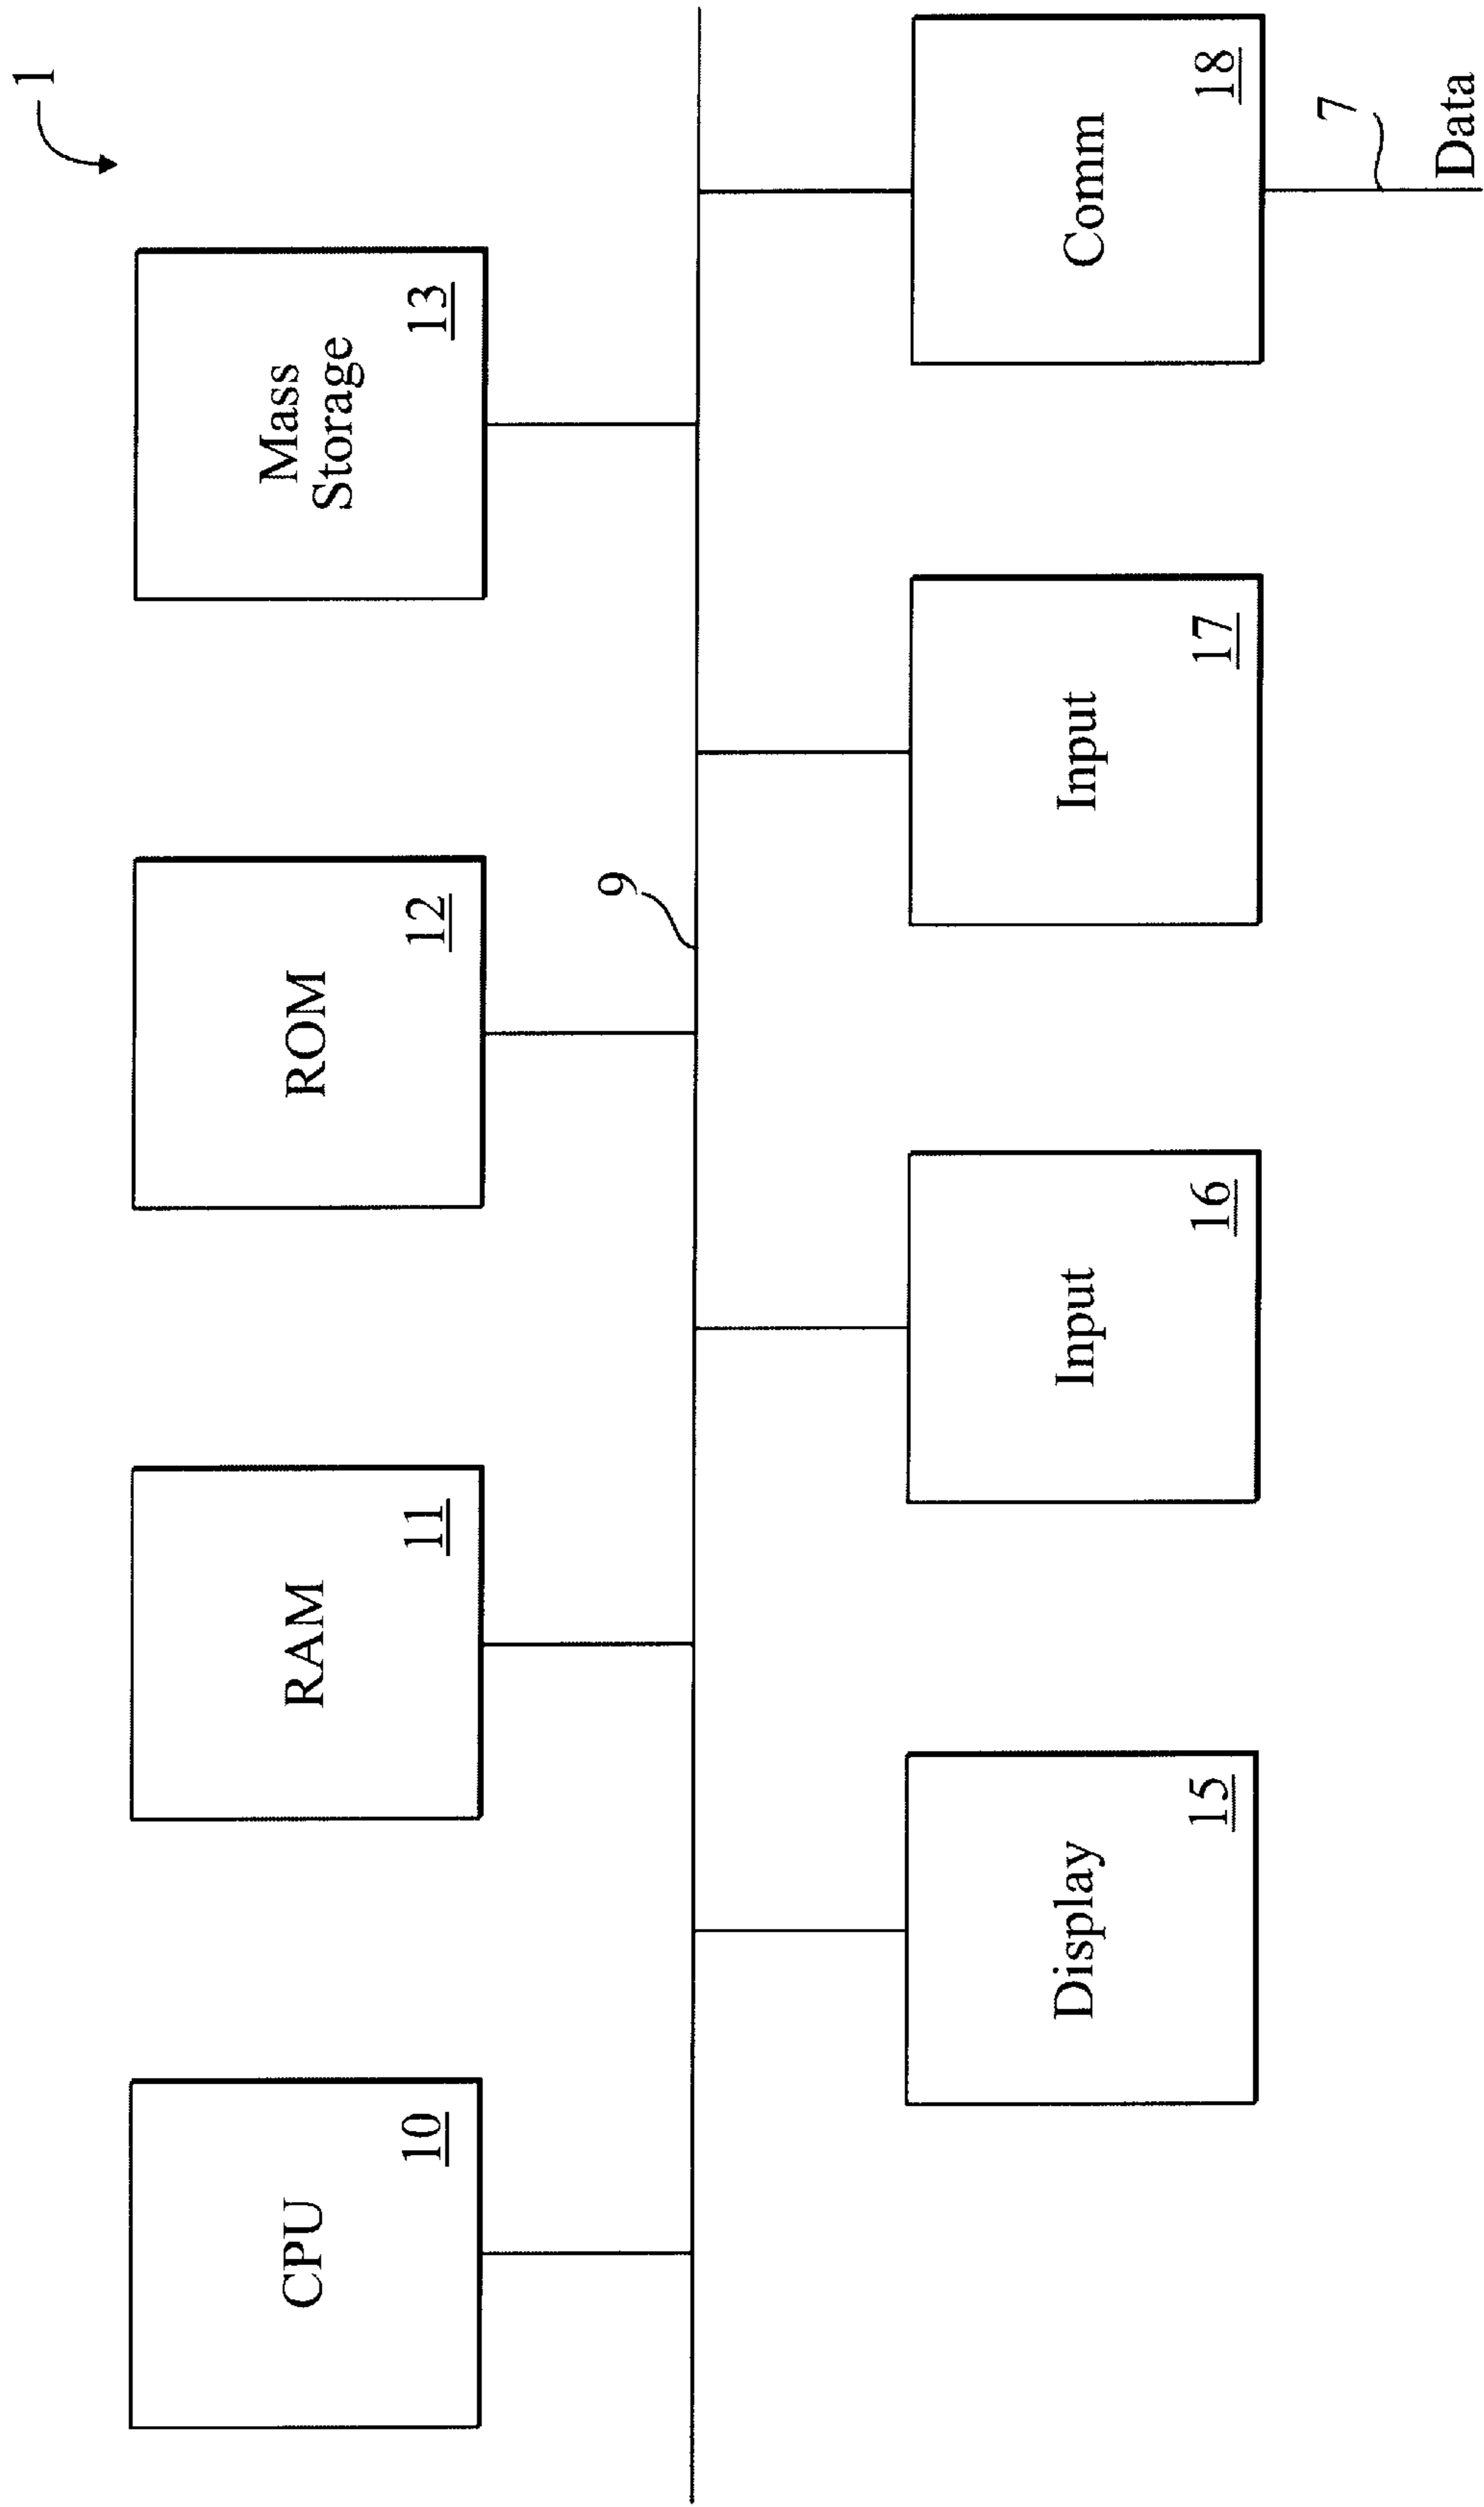 1
CPU
10
RAM
11
ROM
12
Mass
Storage
13
9
Display
15
Input
16
Input
17
Comm
18
7
Data